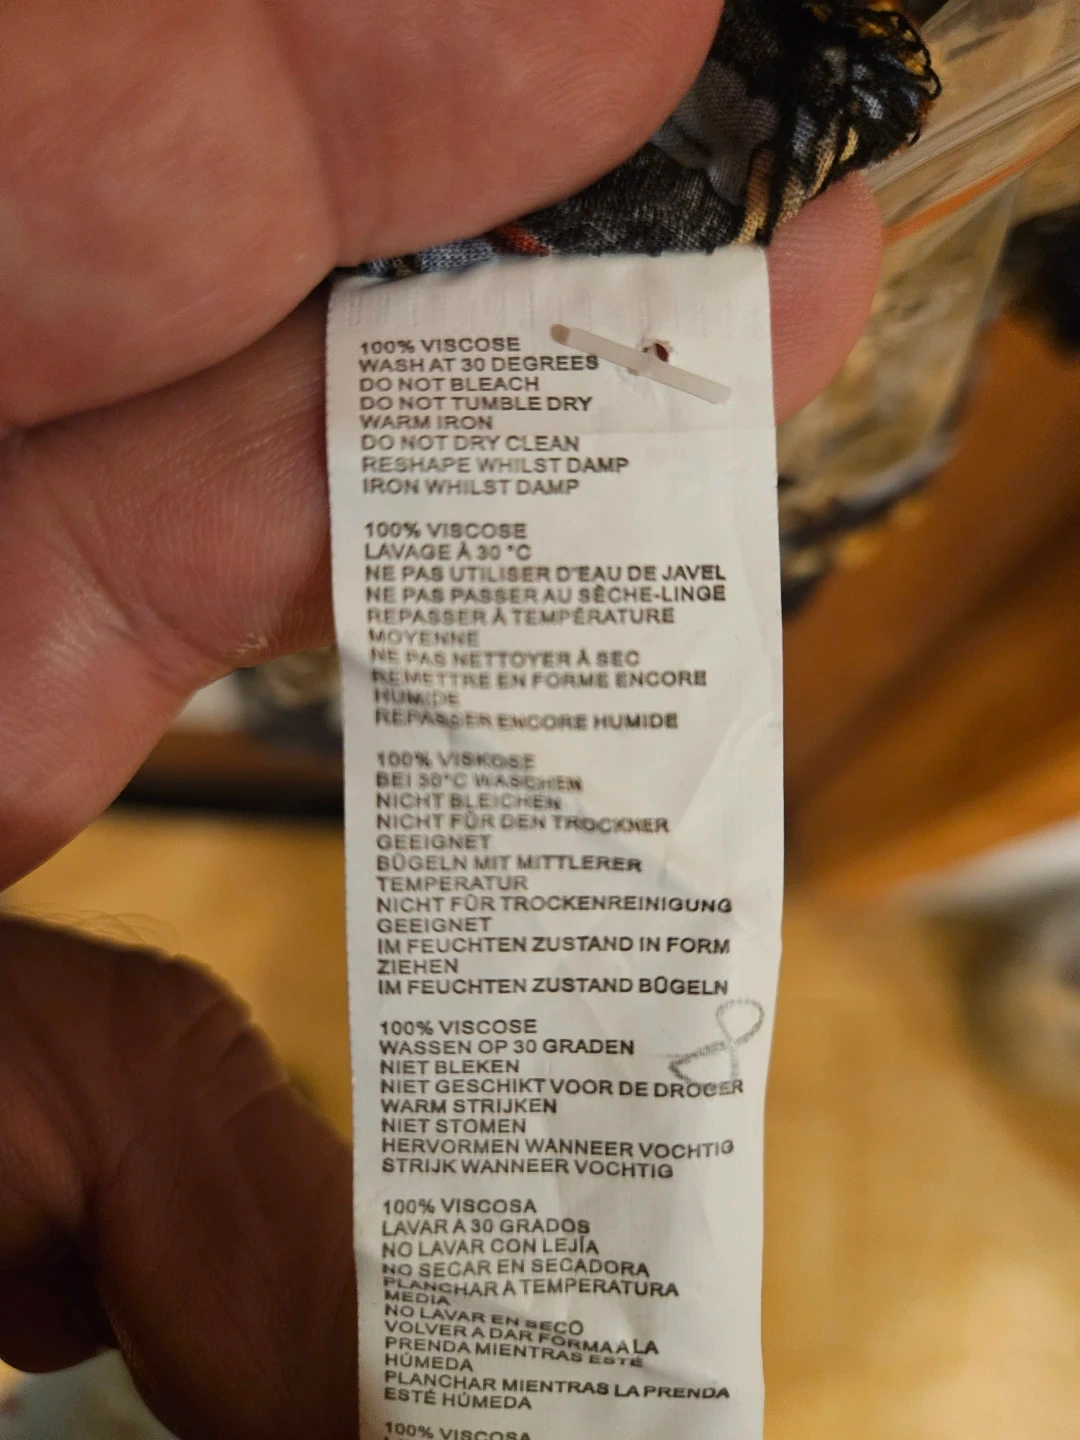 100% VISCOSE
WASH AT 30 DEGREES
DO NOT BLEACH
DO NOT TUMBLE DRY
WARM IRON
DO NOT DRY CLEAN
RESHAPE WHILST DAMP
IRON WHILST DAMP
100% VISCOSE
LAVAGE À 30 °C
NE PAS UTILISER D'EAU DE JAVEL
NE PAS PASSER AU SÈCHE-LINGE
REPASSER À TEMPÉRATURE
MOYENNE
NE PAS NETTOYER À SEC
REMETTRE EN FORME ENCORE
HUMIDE
REPASSER ENCORE HUMIDE
100% VISKOSE
BEI 30°C WASCHEN
NICHT BLEICHEN
NICHT FÜR DEN TROCKNER
GEEIGNET
BÜGELN MIT MITTLERER
TEMPERATUR
NICHT FÜR TROCKENREINIGUNG
GEEIGNET
IM FEUCHTEN ZUSTAND IN FORM
ZIEHEN
IM FEUCHTEN ZUSTAND BÜGELN
100% VISCOSE
WASSEN OP 30 GRADEN
NIET BLEKEN
NIET GESCHIKT VOOR DE DROGER
WARM STRIJKEN
NIET STOMEN
HERVORMEN WANNEER VOCHTIG
STRIJK WANNEER VOCHTIG
100% VISCOSA
LAVAR A 30 GRADOS
NO LAVAR CON LEJÍA
NO SECAR EN SECADORA
PLANCHAR A TEMPERATURA
MEDIA
NO LAVAR EN SECO
VOLVER A DAR FORMA A LA
PRENDA MIENTRAS ESTÉ
HÚMEDA
PLANCHAR MIENTRAS LA PRENDA
ESTÉ HÚMEDA
100% VISCOSA